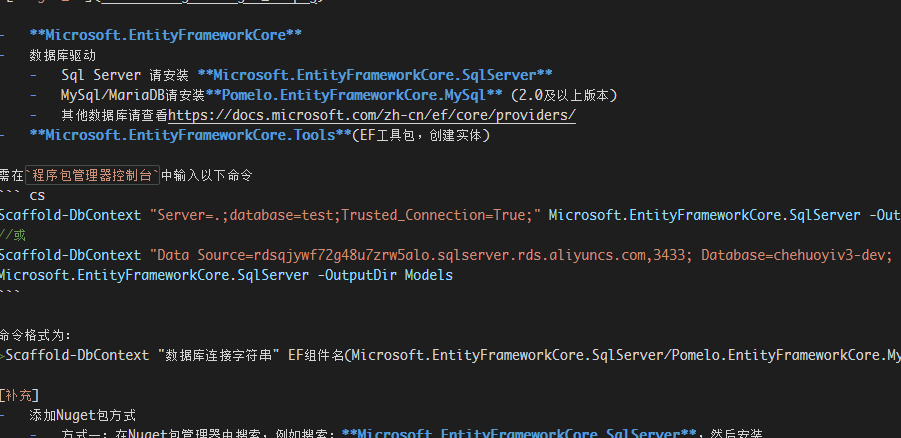 -   **Microsoft.EntityFrameworkCore**
-   数据库驱动
    -   Sql Server 请安装 **Microsoft.EntityFrameworkCore.SqlServer**
    -   MySql/MariaDB请安装**Pomelo.EntityFrameworkCore.MySql** (2.0及以上版本)
    -   其他数据库请查看https://docs.microsoft.com/zh-cn/ef/core/providers/
-   **Microsoft.EntityFrameworkCore.Tools**(EF工具包，创建实体)
需在`程序包管理器控制台`中输入以下命令
``` cs
Scaffold-DbContext "Server=.;database=test;Trusted_Connection=True;" Microsoft.EntityFrameworkCore.SqlServer -Out
//或
Scaffold-DbContext "Data Source=rdsqjywf72g48u7zrw5alo.sqlserver.rds.aliyuncs.com,3433; Database=chehuoyiv3-dev;
Microsoft.EntityFrameworkCore.SqlServer -OutputDir Models
```
命令格式为：
>Scaffold-DbContext "数据库连接字符串" EF组件名(Microsoft.EntityFrameworkCore.SqlServer/Pomelo.EntityFrameworkCore.My
[补充]
-   添加Nuget包方式
    -   方式一：在Nuget包管理器中搜索，例如搜索：**Microsoft.EntityFrameworkCore.SqlServer**，然后安装